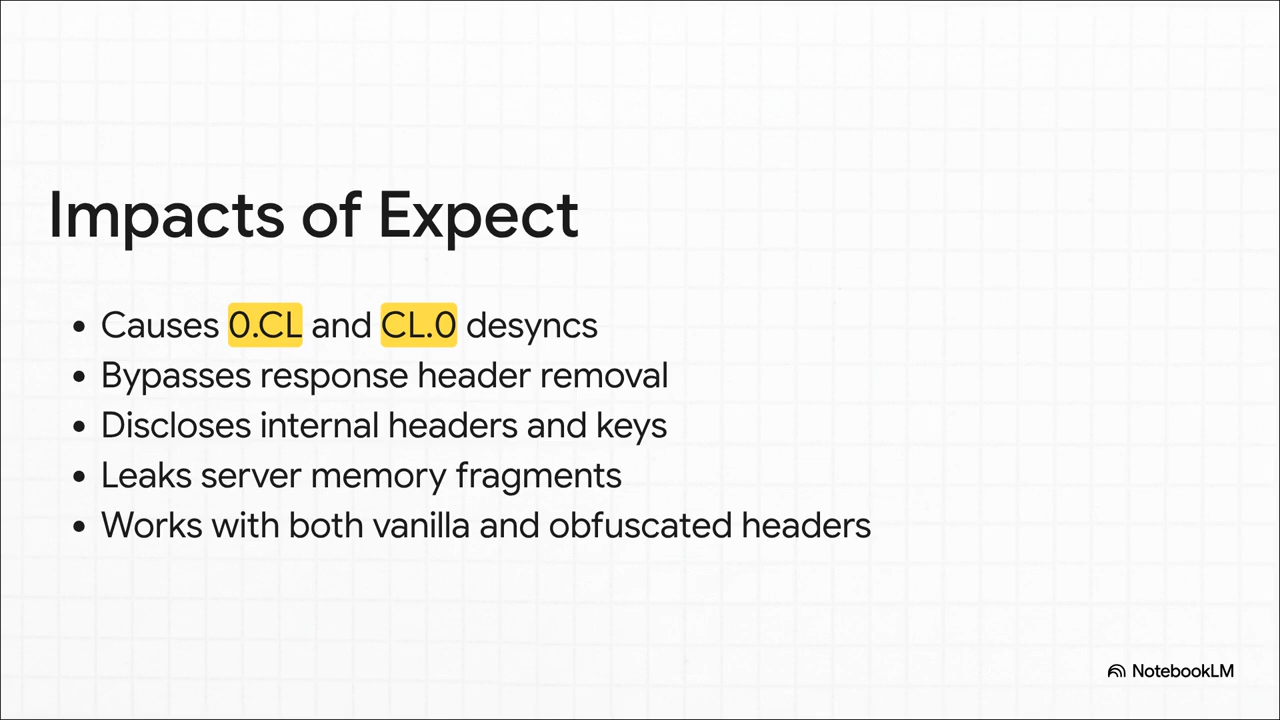 Impacts of Expect
• Causes 0.CL and CL.0 desyncs
• Bypasses response header removal
• Discloses internal headers and keys
• Leaks server memory fragments
• Works with both vanilla and obfuscated headers
NotebookLM